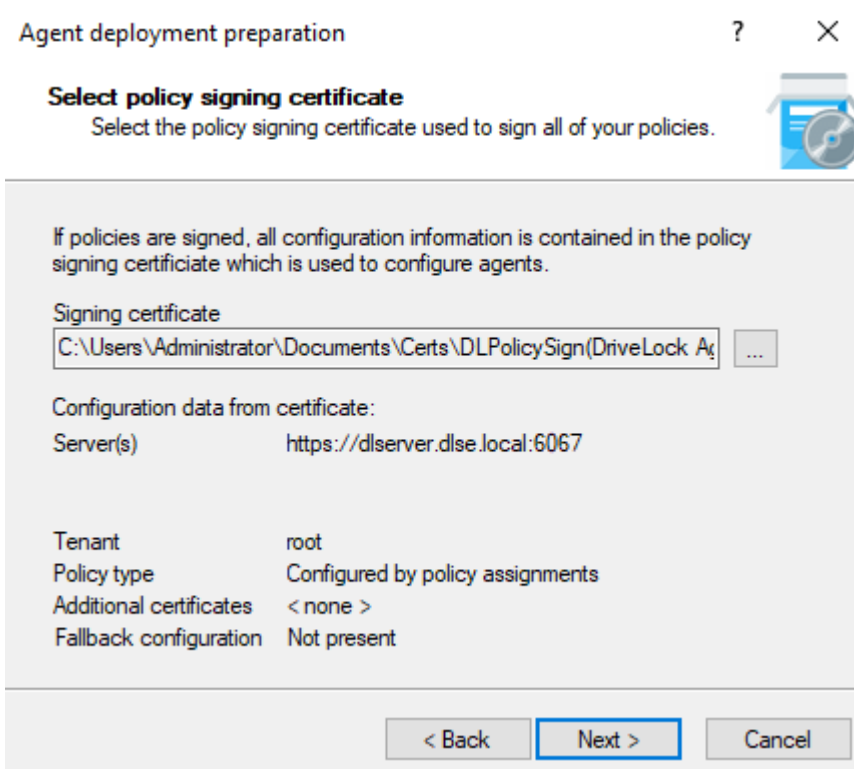 Agent deployment preparation ?
Select policy signing certificate
Select the policy signing certificate used to sign all of your policies.
If policies are signed, all configuration information is contained in the policy
signing certificiate which is used to configure agents.
Signing certificate
C:\Users\Administrator\Documents\Certs\DLPolicySign(DriveLock Ag
...
Configuration data from certificate:
Server(s) https://dlserver.dlse.local:6067
Tenant root
Policy type Configured by policy assignments
Additional certificates < none >
Fallback configuration Not present
< Back Next > Cancel